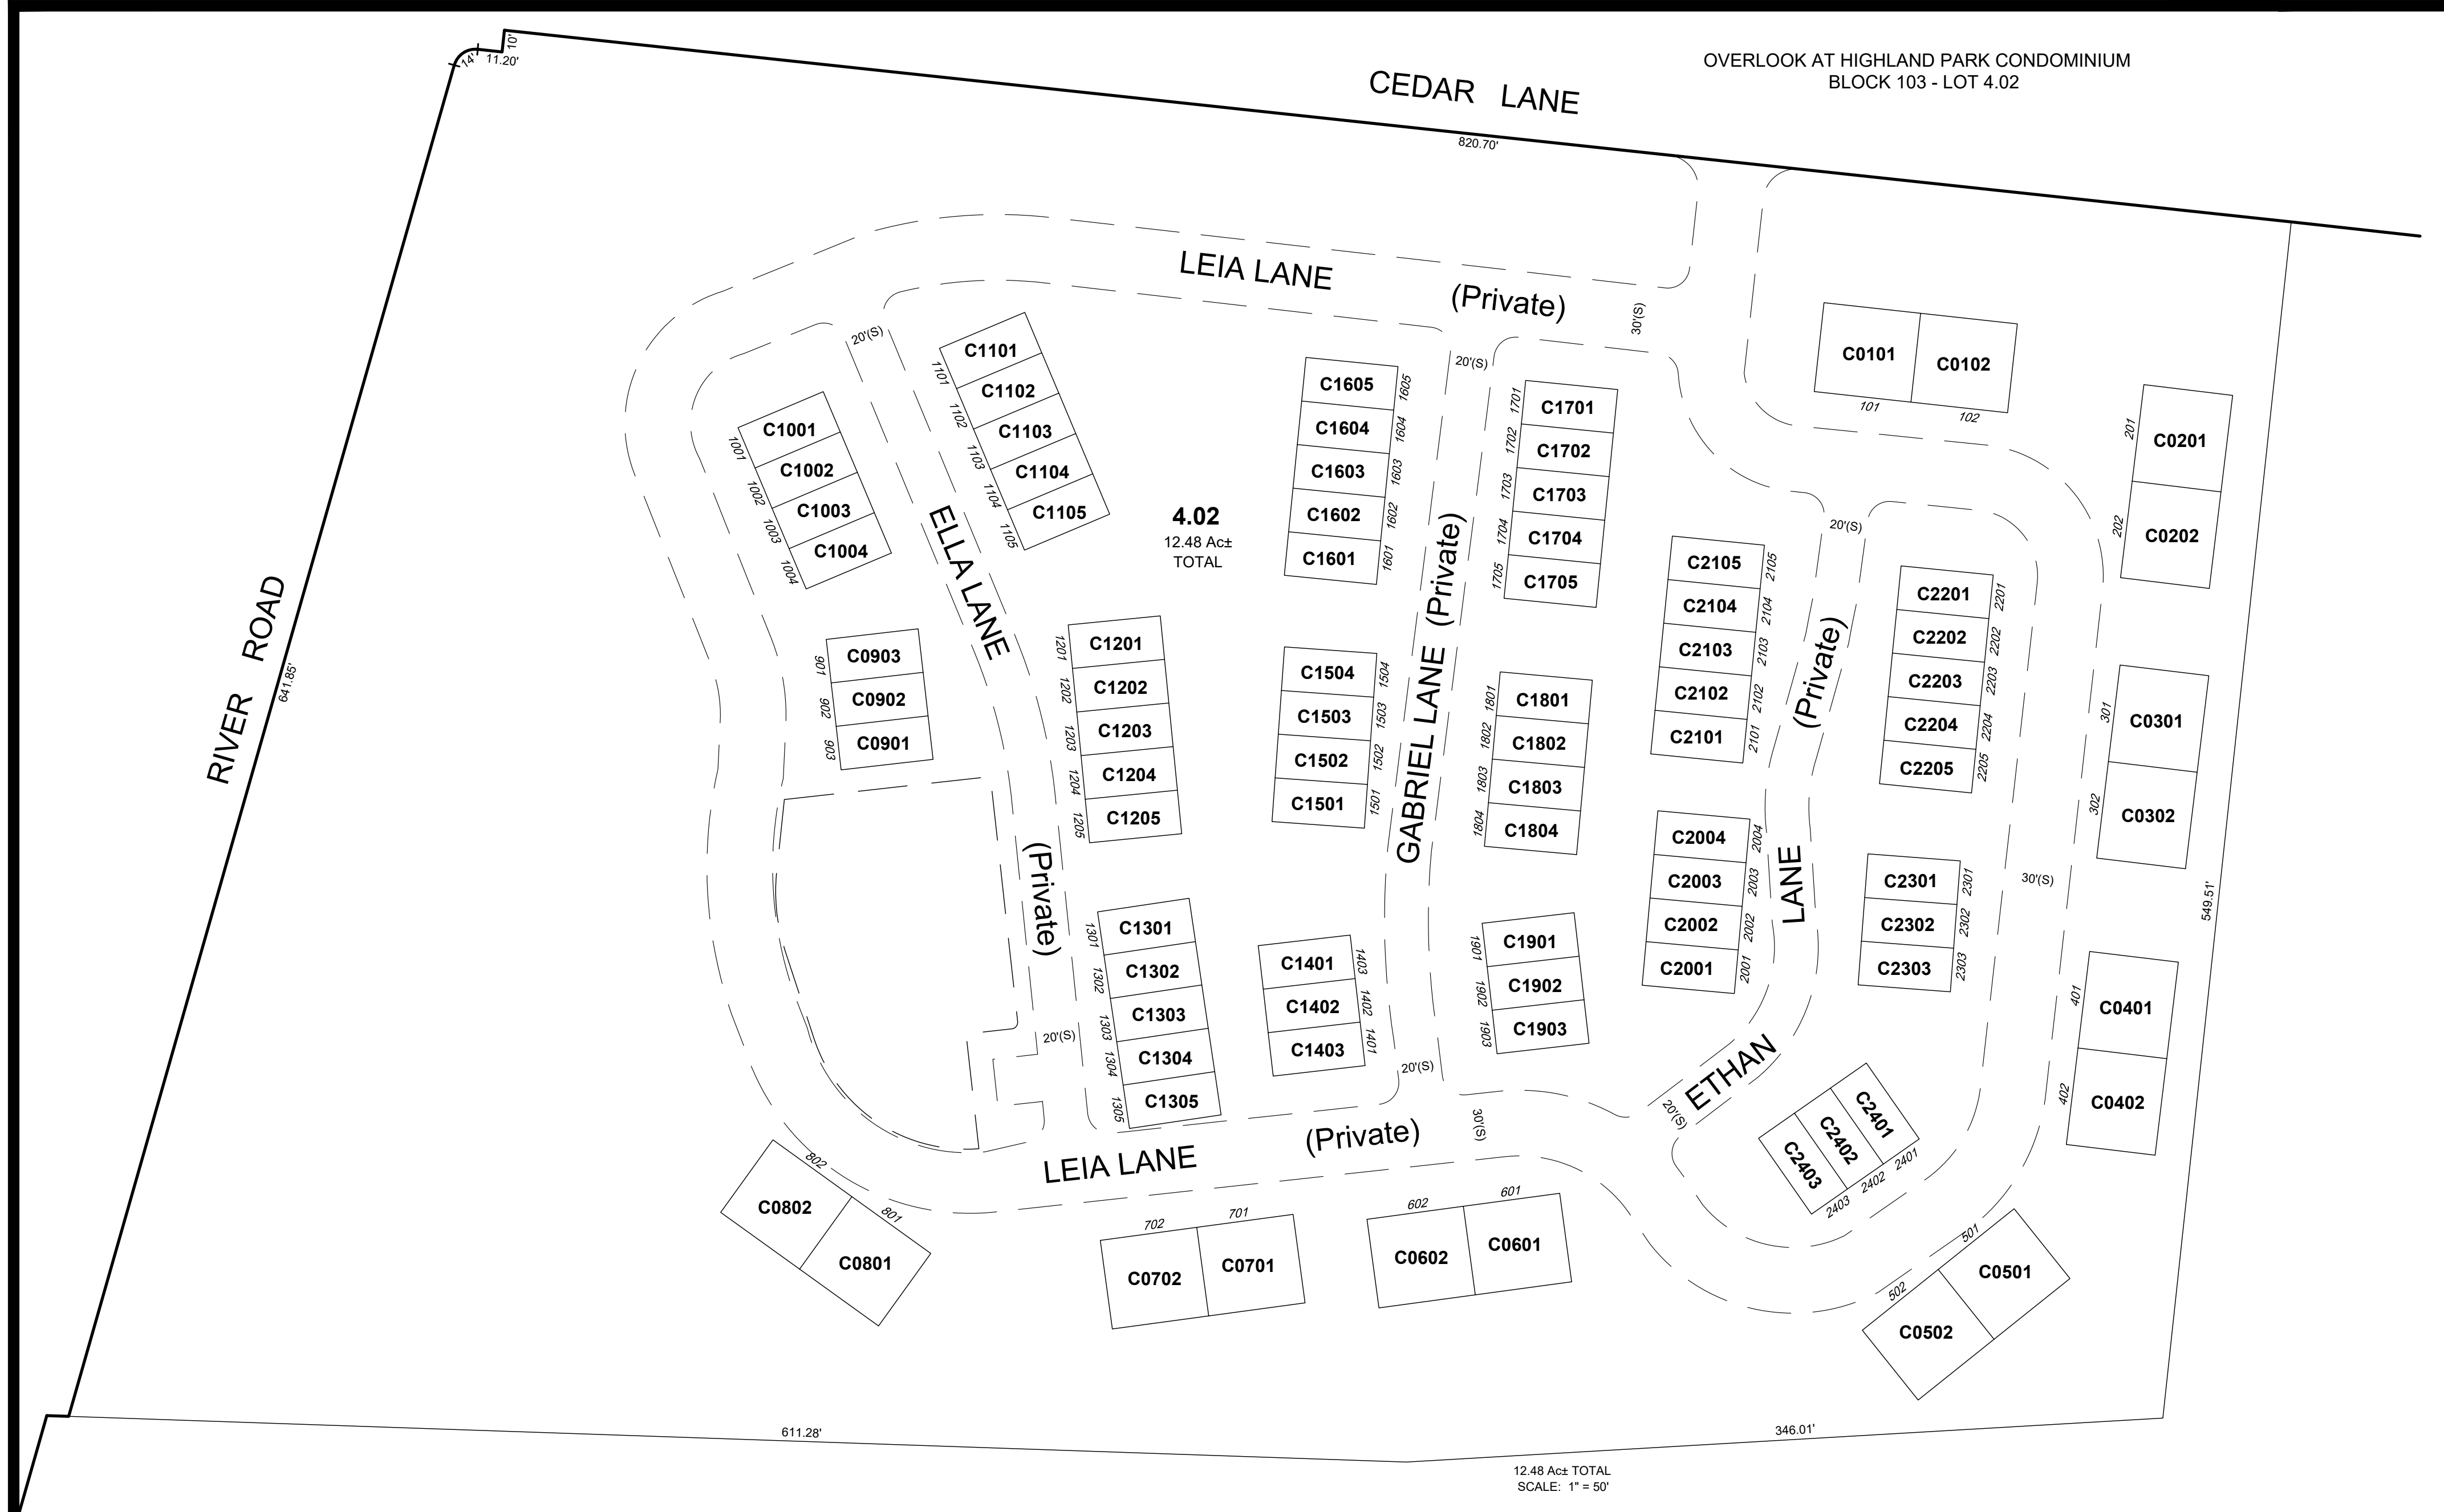 OVERLOOK AT HIGHLAND PARK CONDOMINIUM
BLOCK 103 - LOT 4.02
10'
14'
11.20'
CEDAR LANE
820.70'
LEIA LANE
(Private)
30'(S)
20'(S)
20'(S)
C0101
C0102
101
102
C0201
C0202
201
202
C0301
C0302
301
302
C0401
C0402
401
402
549.51'
30'(S)
C1001
C1002
C1003
C1004
1001
1002
1003
1004
C1101
C1102
C1103
C1104
C1105
1101
1102
1103
1104
1105
ELLA LANE
(Private)
4.02
12.48 Ac±
TOTAL
C1605
C1604
C1603
C1602
C1601
1605
1604
1603
1602
1601
GABRIEL LANE (Private)
C1701
C1702
C1703
C1704
C1705
1701
1702
1703
1704
1705
20'(S)
C2105
C2104
C2103
C2102
C2101
2105
2104
2103
2102
2101
(Private)
LANE
ETHAN
C2201
C2202
C2203
C2204
C2205
2201
2202
2203
2204
2205
RIVER ROAD
641.85'
C0903
C0902
C0901
901
902
903
C1201
C1202
C1203
C1204
C1205
1201
1202
1203
1204
1205
C1504
C1503
C1502
C1501
1504
1503
1502
1501
C1801
C1802
C1803
C1804
1801
1802
1803
1804
C2004
C2003
C2002
C2001
2004
2003
2002
2001
C2301
C2302
C2303
2301
2302
2303
C1301
C1302
C1303
C1304
C1305
1301
1302
1303
1304
1305
20'(S)
C1401
C1402
C1403
1403
1402
1401
20'(S)
C1901
C1902
C1903
1901
1902
1903
20'(S)
C2401
C2402
C2403
2401
2402
2403
LEIA LANE
(Private)
30'(S)
C0802
C0801
802
801
C0702
C0701
702
701
C0602
C0601
602
601
C0501
C0502
501
502
611.28'
346.01'
12.48 Ac± TOTAL
SCALE: 1" = 50'